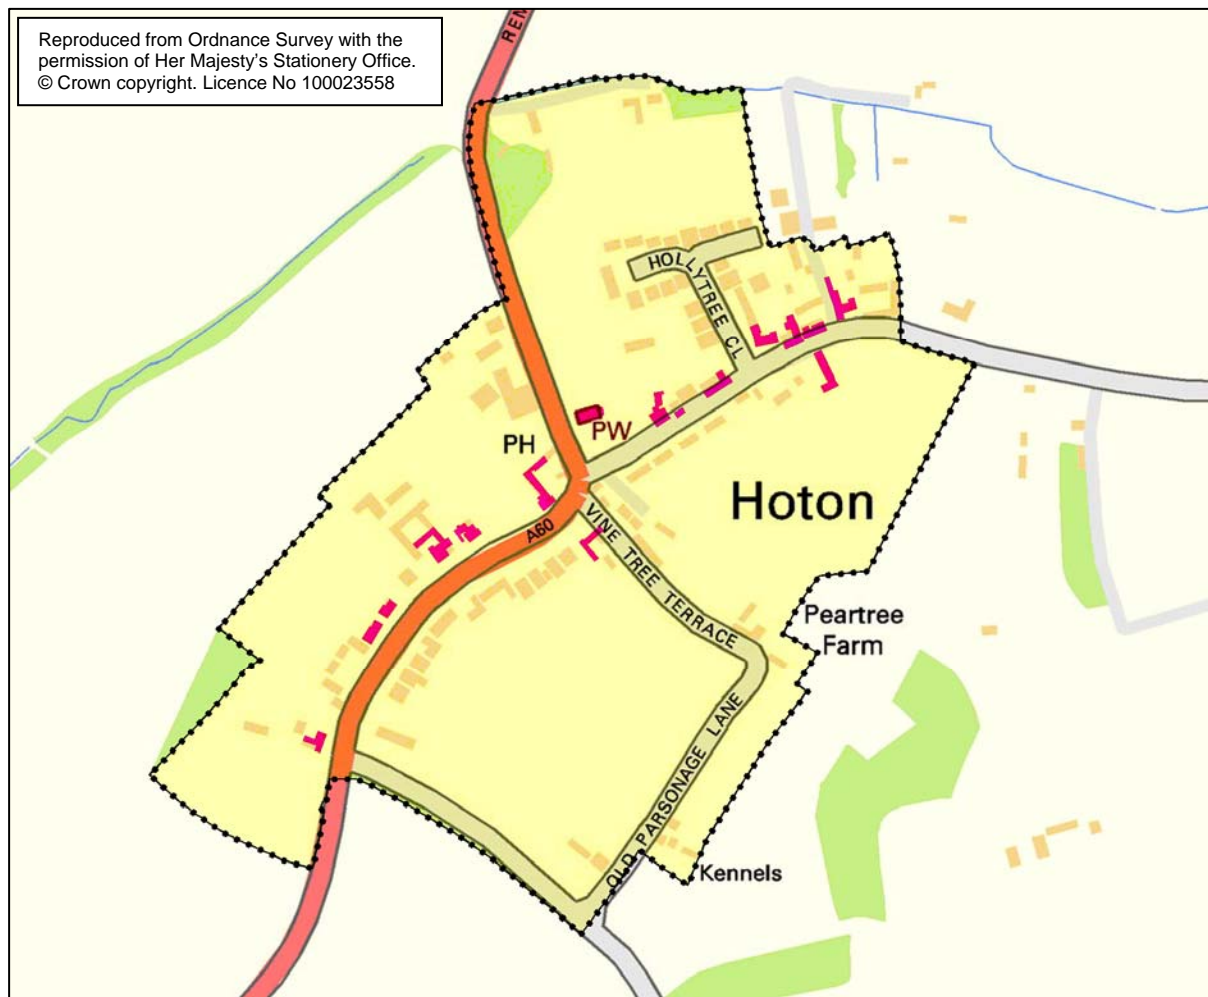 Reproduced from Ordnance Survey with the
permission of Her Majesty's Stationery Office.
© Crown copyright. Licence No 100023558
REM
HOLLYTREE CL
PW
PH
Hoton
A60
VINE TREE TERRACE
Peartree
Farm
OLD PARSONAGE LANE
Kennels